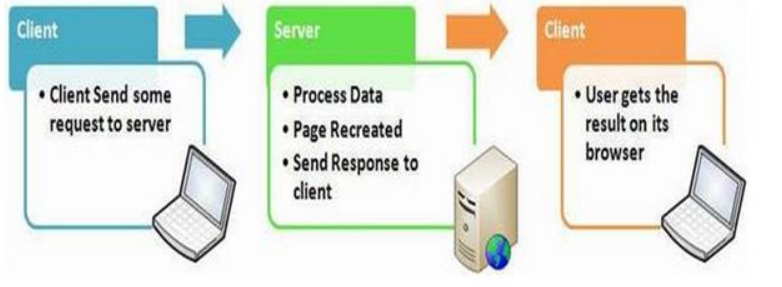 Client
• Client Send some
request to server
Server
• Process Data
• Page Recreated
• Send Response to
client
Client
• User gets the
result on its
browser